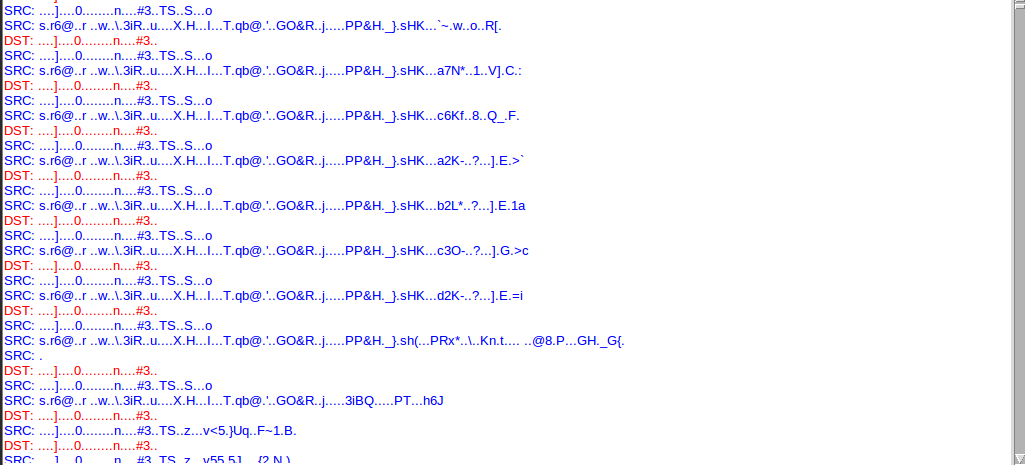 SRC: ....]....0........n....#3..TS..S...o
SRC: s.r6@..r ..w..\.3iR..u....X.H...I...T.qb@.'..GO&R..j.....PP&H._}.sHK...`~.w..o..R[.
DST: ....]....0........n....#3..
SRC: ....]....0........n....#3..TS..S...o
SRC: s.r6@..r ..w..\.3iR..u....X.H...I...T.qb@.'..GO&R..j.....PP&H._}.sHK...a7N*..1..V].C.:
DST: ....]....0........n....#3..
SRC: ....]....0........n....#3..TS..S...o
SRC: s.r6@..r ..w..\.3iR..u....X.H...I...T.qb@.'..GO&R..j.....PP&H._}.sHK...c6Kf..8..Q_.F.
DST: ....]....0........n....#3..
SRC: ....]....0........n....#3..TS..S...o
SRC: s.r6@..r ..w..\.3iR..u....X.H...I...T.qb@.'..GO&R..j.....PP&H._}.sHK...a2K-..?...].E.>`
DST: ....]....0........n....#3..
SRC: ....]....0........n....#3..TS..S...o
SRC: s.r6@..r ..w..\.3iR..u....X.H...I...T.qb@.'..GO&R..j.....PP&H._}.sHK...b2L*..?...].E.1a
DST: ....]....0........n....#3..
SRC: ....]....0........n....#3..TS..S...o
SRC: s.r6@..r ..w..\.3iR..u....X.H...I...T.qb@.'..GO&R..j.....PP&H._}.sHK...c3O-..?...].G.>c
DST: ....]....0........n....#3..
SRC: ....]....0........n....#3..TS..S...o
SRC: s.r6@..r ..w..\.3iR..u....X.H...I...T.qb@.'..GO&R..j.....PP&H._}.sHK...d2K-..?...].E.=i
DST: ....]....0........n....#3..
SRC: ....]....0........n....#3..TS..S...o
SRC: s.r6@..r ..w..\.3iR..u....X.H...I...T.qb@.'..GO&R..j.....PP&H._}.sh(...PRx*..\..Kn.t.... ..@8.P...GH._G{.
SRC: .
DST: ....]....0........n....#3..
SRC: ....]....0........n....#3..TS..S...o
SRC: s.r6@..r ..w..\.3iR..u....X.H...I...T.qb@.'..GO&R..j.....3iBQ.....PT...h6J
DST: ....]....0........n....#3..
SRC: ....]....0........n....#3..TS..z...v<5.}Uq..F~1.B.
DST: ....]....0........n....#3..